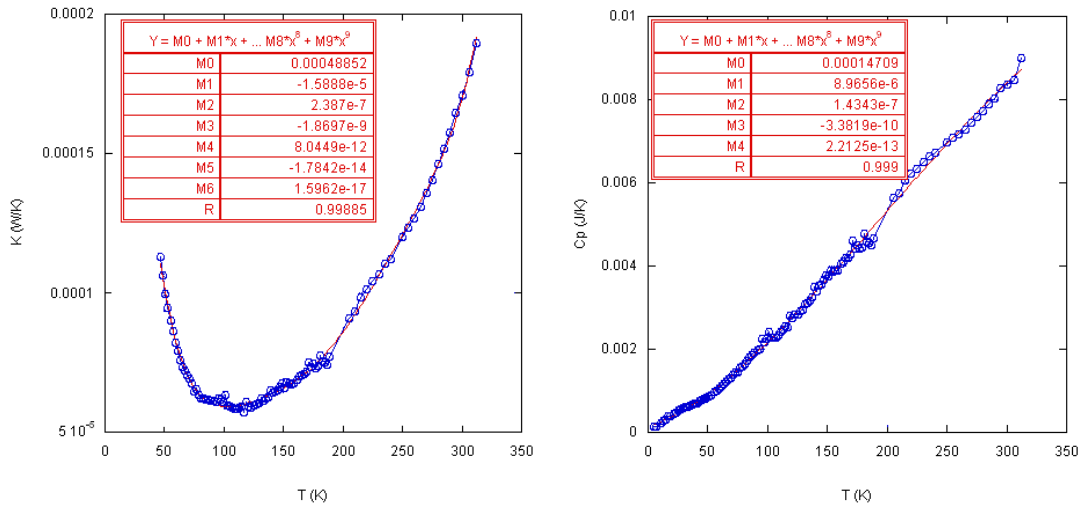 0.0002
0.00015
0.0001
5 10⁻⁵
K (W/K)
Y = M0 + M1*x + ... M8*x⁸ + M9*x⁹
M0 0.00048852
M1 -1.5888e-5
M2 2.387e-7
M3 -1.8697e-9
M4 8.0449e-12
M5 -1.7842e-14
M6 1.5962e-17
R 0.99885
0 50 100 150 200 250 300 350
T (K)
0.01
0.008
0.006
0.004
0.002
0
Cp (J/K)
Y = M0 + M1*x + ... M8*x⁸ + M9*x⁹
M0 0.00014709
M1 8.9656e-6
M2 1.4343e-7
M3 -3.3819e-10
M4 2.2125e-13
R 0.999
0 50 100 150 200 250 300 350
T (K)